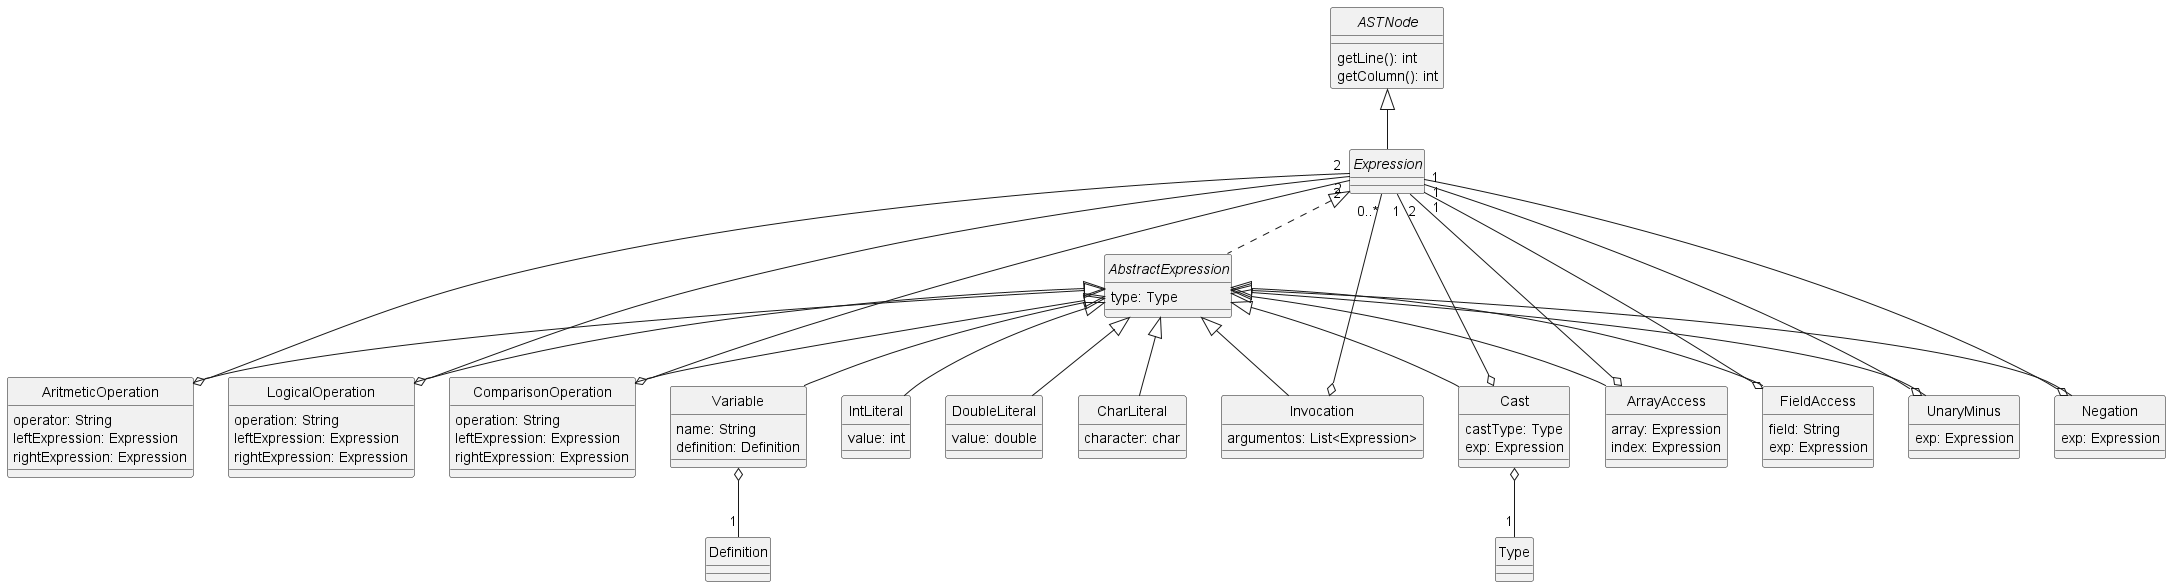 ASTNode
getLine(): int
getColumn(): int
Expression
2
2
2
1
1
1
0..*
1
2
AbstractExpression
type: Type
AritmeticOperation
operator: String
leftExpression: Expression
rightExpression: Expression
LogicalOperation
operation: String
leftExpression: Expression
rightExpression: Expression
ComparisonOperation
operation: String
leftExpression: Expression
rightExpression: Expression
Variable
name: String
definition: Definition
IntLiteral
value: int
DoubleLiteral
value: double
CharLiteral
character: char
Invocation
argumentos: List<Expression>
Cast
castType: Type
exp: Expression
ArrayAccess
array: Expression
index: Expression
FieldAccess
field: String
exp: Expression
UnaryMinus
exp: Expression
Negation
exp: Expression
1
1
Definition
Type